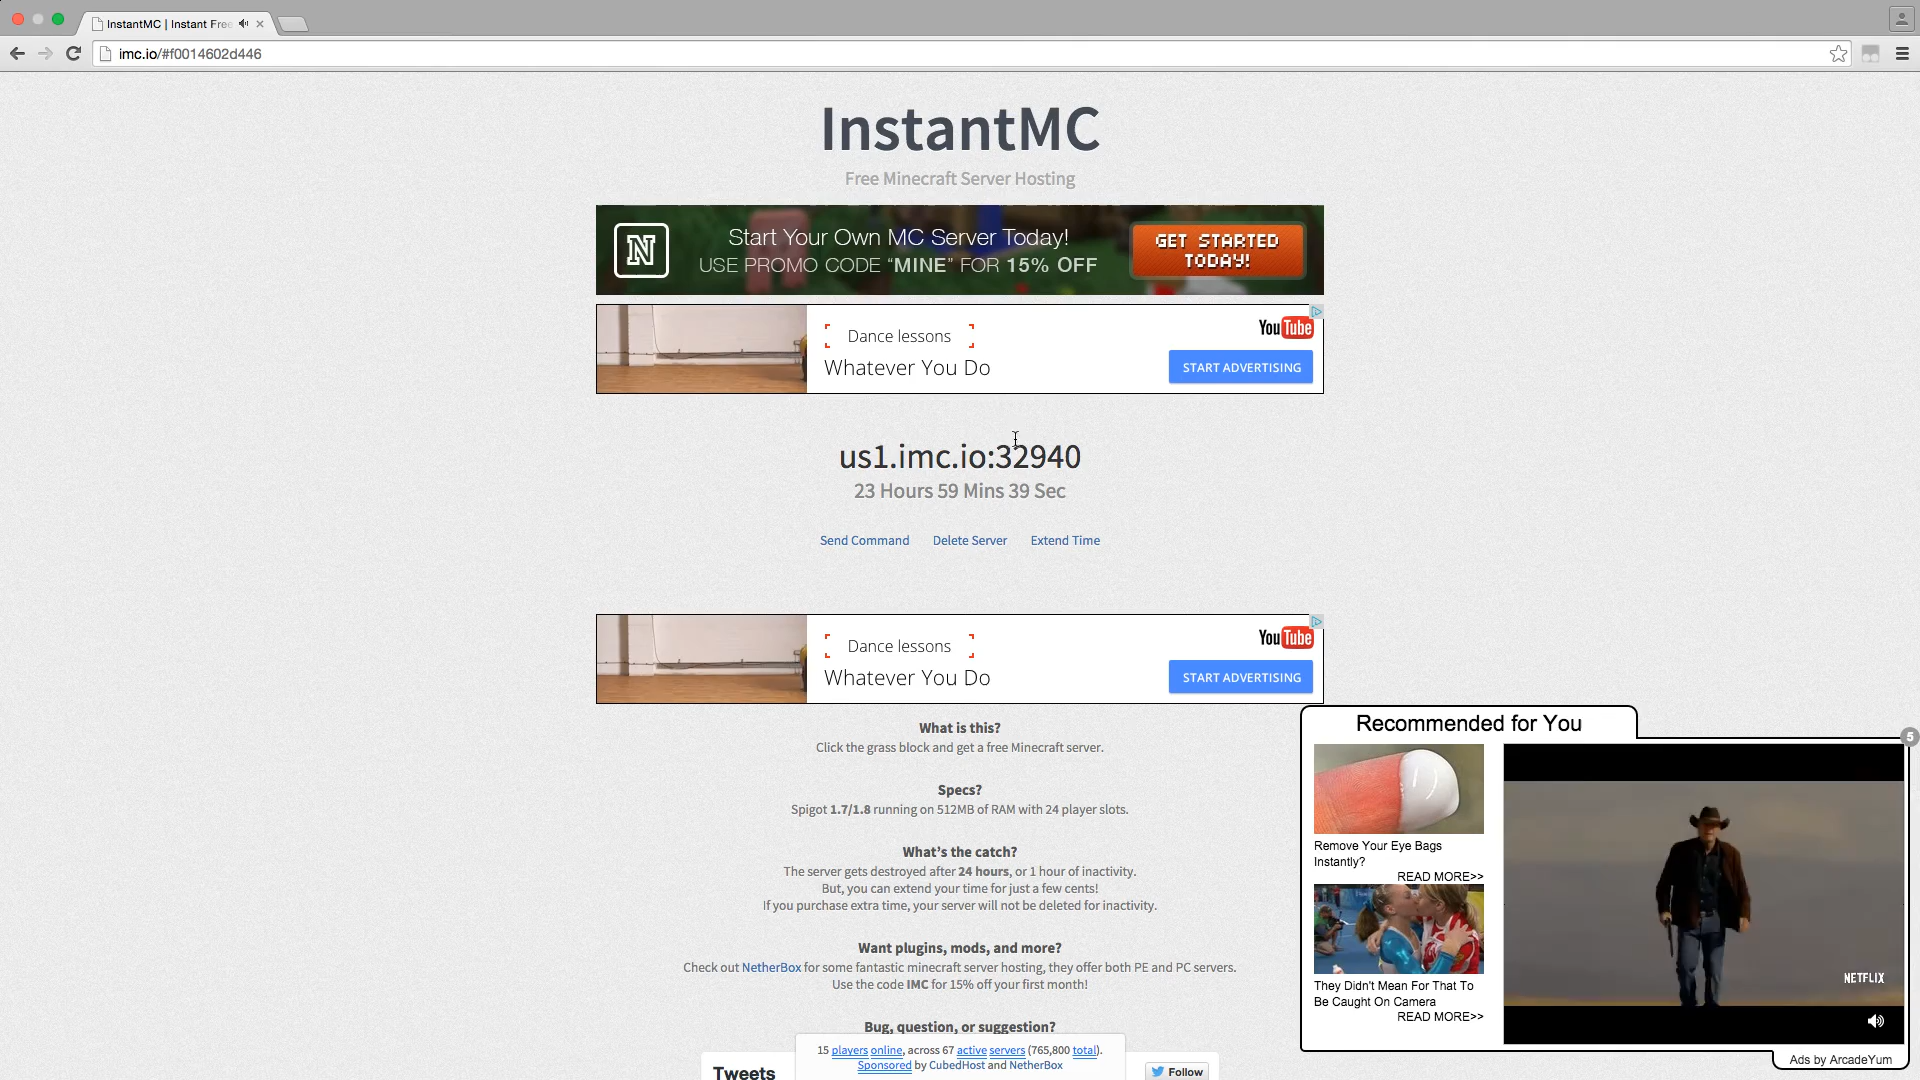 InstantMC | Instant Free
imc.io/#f0014602d446
InstantMC
Free Minecraft Server Hosting
N
Start Your Own MC Server Today!
USE PROMO CODE “MINE” FOR 15% OFF
GET STARTED
TODAY!
Dance lessons
Whatever You Do
YouTube
START ADVERTISING
us1.imc.io:32940
23 Hours 59 Mins 39 Sec
Send Command Delete Server Extend Time
Dance lessons
Whatever You Do
YouTube
START ADVERTISING
What is this?
Click the grass block and get a free Minecraft server.
Specs?
Spigot 1.7/1.8 running on 512MB of RAM with 24 player slots.
What's the catch?
The server gets destroyed after 24 hours, or 1 hour of inactivity.
But, you can extend your time for just a few cents!
If you purchase extra time, your server will not be deleted for inactivity.
Want plugins, mods, and more?
Check out NetherBox for some fantastic minecraft server hosting, they offer both PE and PC servers.
Use the code IMC for 15% off your first month!
Bug, question, or suggestion?
15 players online, across 67 active servers (765,800 total).
Sponsored by CubedHost and NetherBox
Tweets
Follow
Recommended for You
5
Remove Your Eye Bags
Instantly?
READ MORE>>
They Didn't Mean For That To
Be Caught On Camera
READ MORE>>
NETFLIX
Ads by ArcadeYum